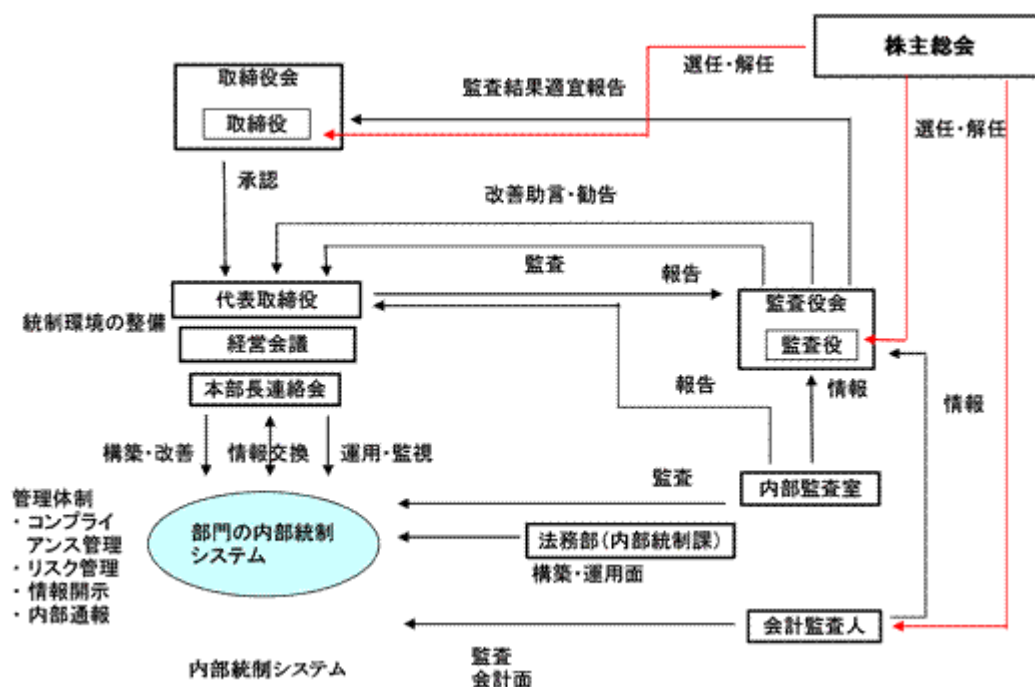 株主総会
選任・解任
取締役会
監査結果適宜報告
取締役
選任・解任
承認
改善助言・勧告
監査
報告
代表取締役
監査役会
統制環境の整備
経営会議
監査役
本部長連絡会
報告
情報
情報
構築・改善
情報交換
運用・監視
監査
内部監査室
管理体制
・コンプライ
アンス管理
・リスク管理
・情報開示
・内部通報
部門の内部統制
システム
法務部(内部統制課)
構築・運用面
会計監査人
内部統制システム
監査
会計面